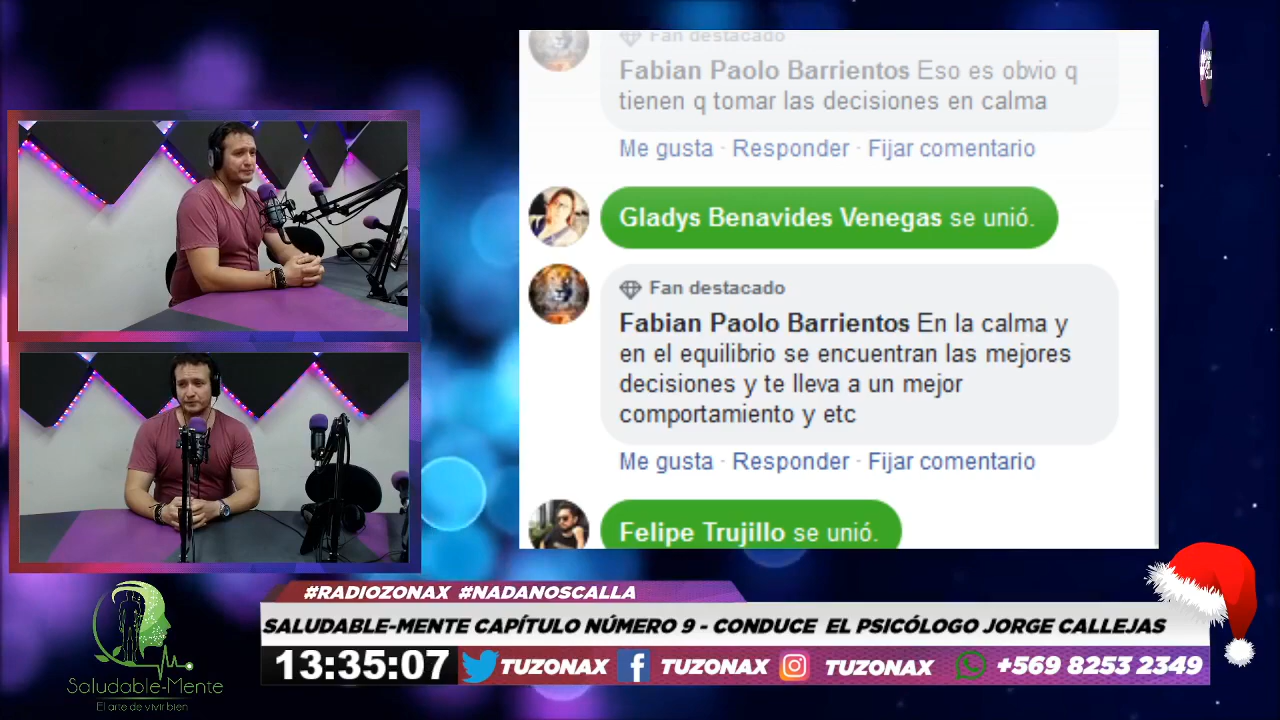 Fan destacado
Fabian Paolo Barrientos Eso es obvio q
tienen q tomar las decisiones en calma
Me gusta · Responder · Fijar comentario
Gladys Benavides Venegas se unió.
Fan destacado
Fabian Paolo Barrientos En la calma y
en el equilibrio se encuentran las mejores
decisiones y te lleva a un mejor
comportamiento y etc
Me gusta · Responder · Fijar comentario
Felipe Trujillo se unió.
#RADIOZONAX #NADANOSCALLA
SALUDABLE-MENTE CAPÍTULO NÚMERO 9 - CONDUCE EL PSICÓLOGO JORGE CALLEJAS
13:35:07 TUZONAX TUZONAX TUZONAX +569 8253 2349
Saludable-Mente
El arte de vivir bien